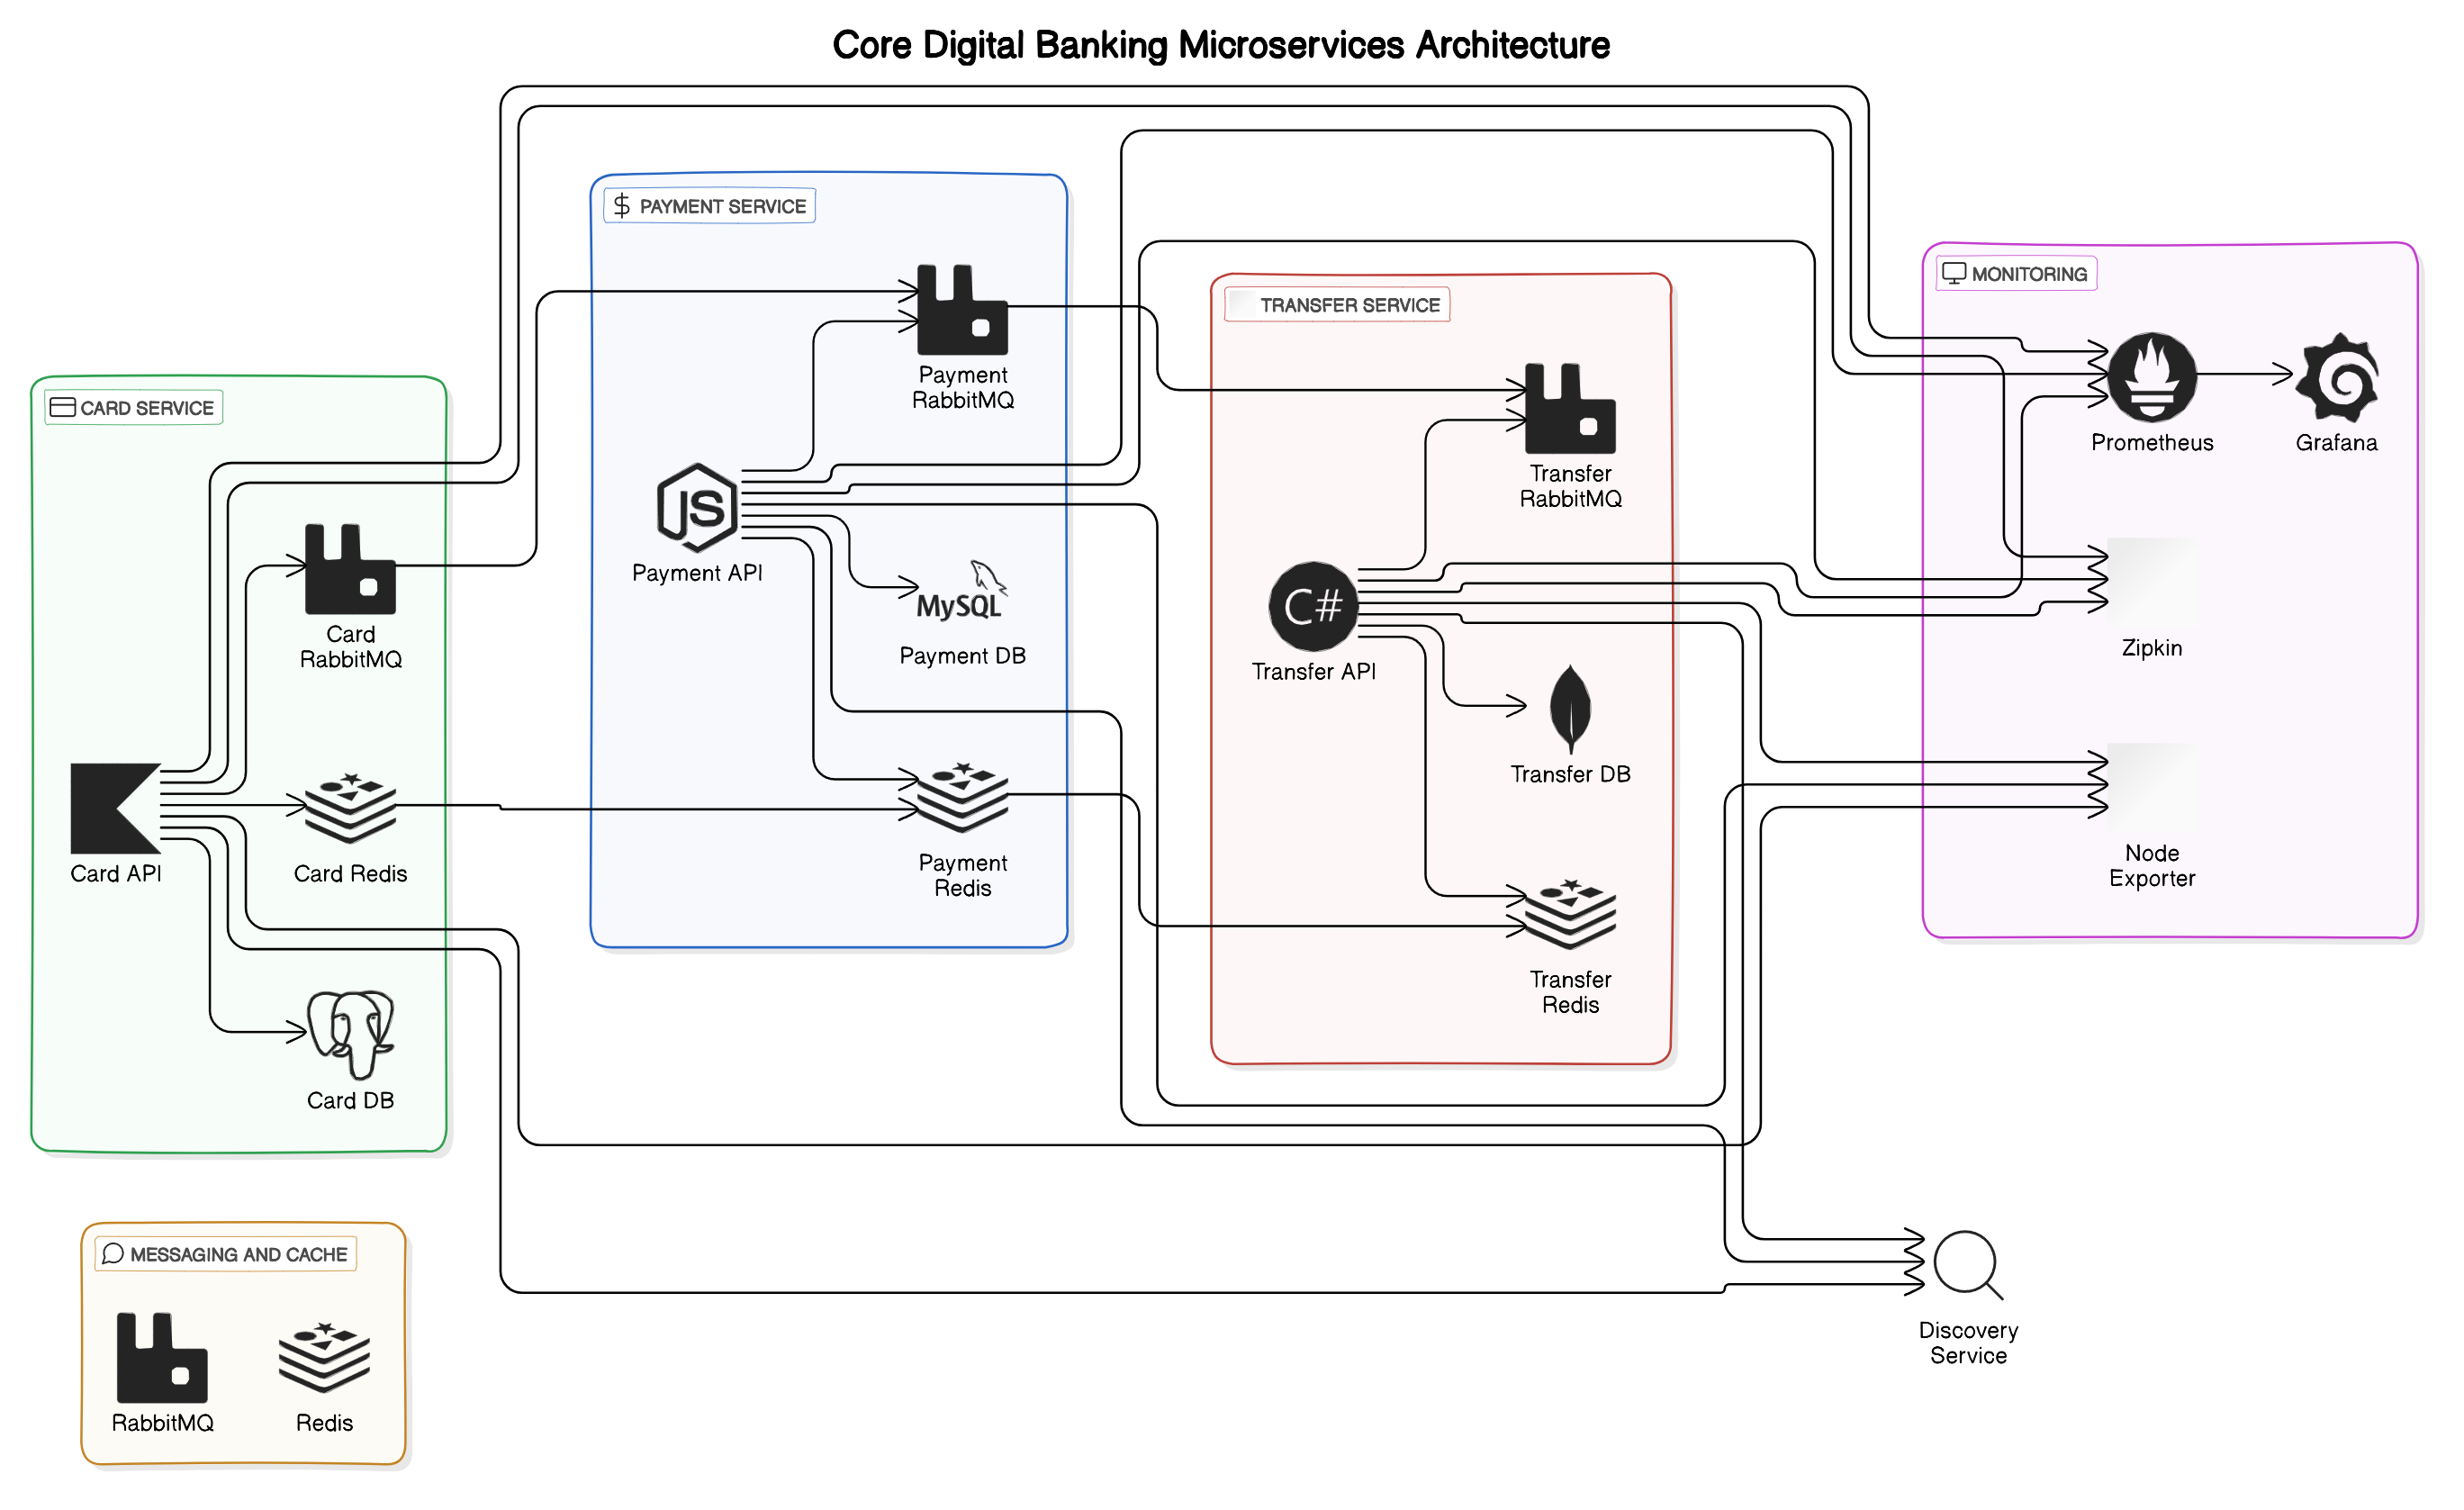 Core Digital Banking Microservices Architecture
CARD SERVICE
Card
RabbitMQ
Card API
Card Redis
Card DB
PAYMENT SERVICE
Payment
RabbitMQ
JS
Payment API
MySQL
Payment DB
Payment
Redis
TRANSFER SERVICE
Transfer
RabbitMQ
C#
Transfer API
Transfer DB
Transfer
Redis
MONITORING
Prometheus
Grafana
Zipkin
Node
Exporter
MESSAGING AND CACHE
RabbitMQ
Redis
Discovery
Service